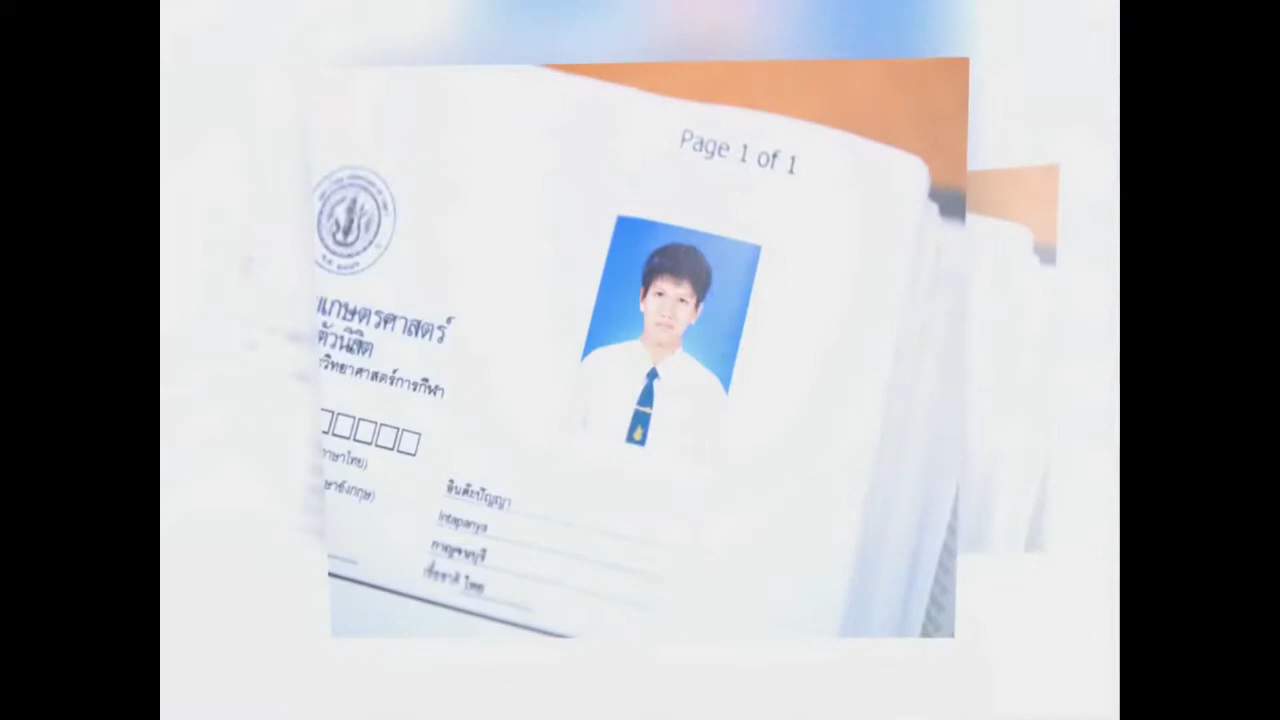 Page 1 of 1
เกษตรศาสตร์
ตัวนิสิต
วิทยาศาสตร์การกีฬา
ภาษาไทย)
ษาอังกฤษ)
อินต๊ะปัญญา
Intapanya
กาญจนบุรี
เชื้อชาติ ไทย